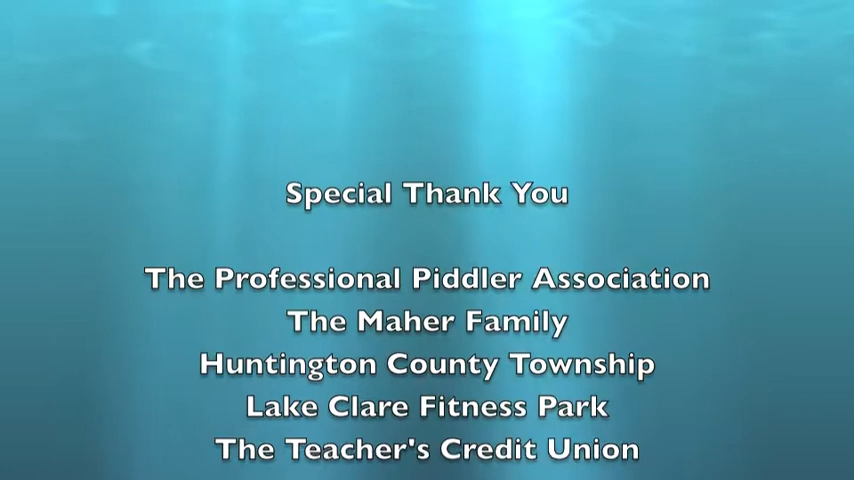 Special Thank You
The Professional Piddler Association
The Maher Family
Huntington County Township
Lake Clare Fitness Park
The Teacher's Credit Union